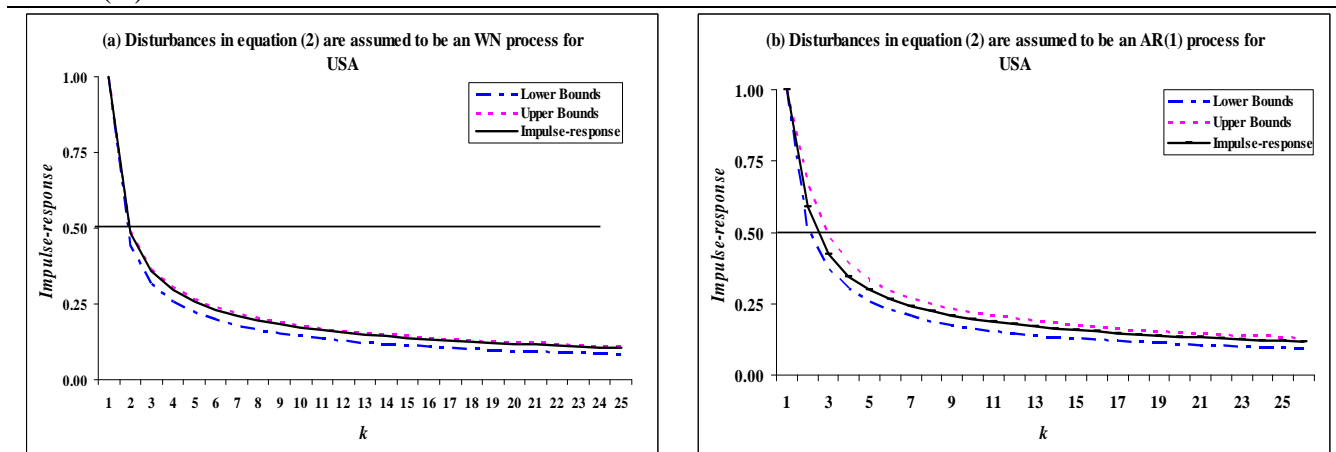 (a) Disturbances in equation (2) are assumed to be an WN process for
USA
1.00
0.75
0.50
0.25
0.00
Impulse-response
Lower Bounds
Upper Bounds
Impulse-response
1 2 3 4 5 6 7 8 9 10 11 12 13 14 15 16 17 18 19 20 21 22 23 24 25
k
(b) Disturbances in equation (2) are assumed to be an AR(1) process for
USA
1.00
0.75
0.50
0.25
0.00
Impulse-response
Lower Bounds
Upper Bounds
Impulse-response
1 3 5 7 9 11 13 15 17 19 21 23 25
k